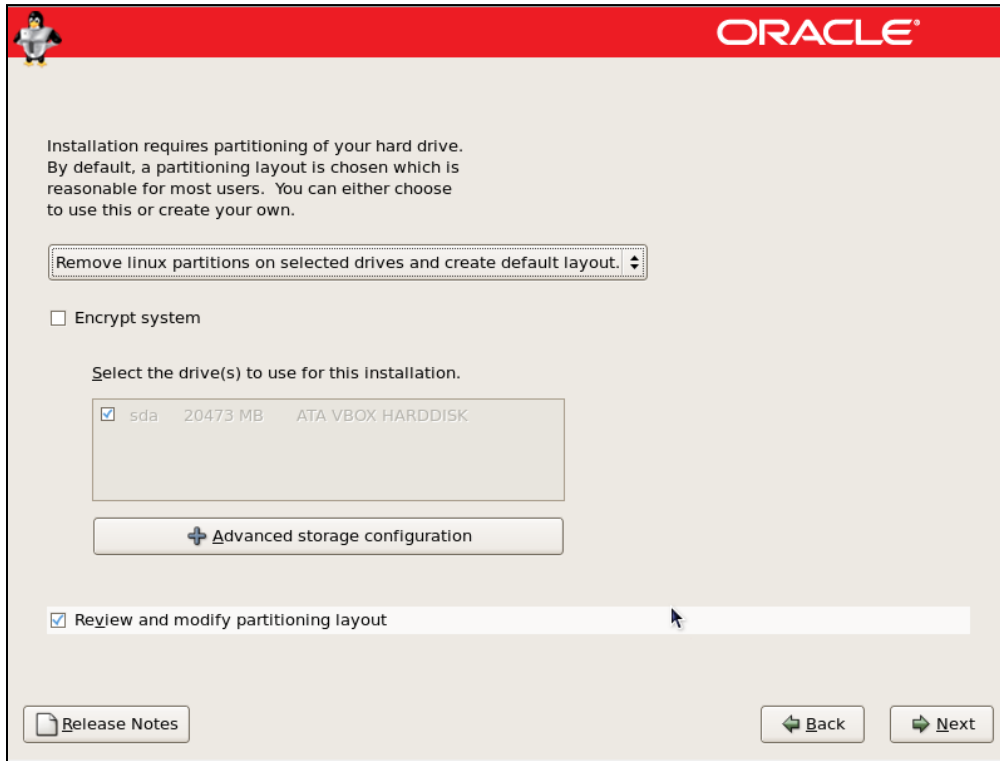 ORACLE®
Installation requires partitioning of your hard drive.
By default, a partitioning layout is chosen which is
reasonable for most users. You can either choose
to use this or create your own.
Remove linux partitions on selected drives and create default layout.
Encrypt system
Select the drive(s) to use for this installation.
sda 20473 MB ATA VBOX HARDDISK
Advanced storage configuration
Review and modify partitioning layout
Release Notes
Back
Next